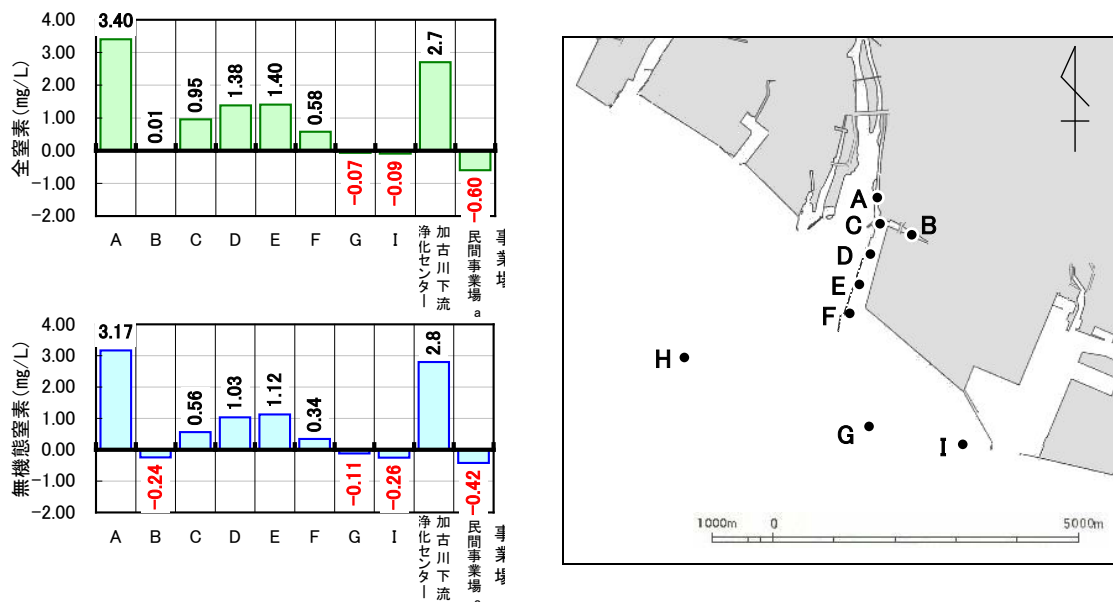 全窒素(mg/L)
4.00
3.00
2.00
1.00
0.00
-1.00
-2.00
3.40
0.01
0.95
1.38
1.40
0.58
-0.07
-0.09
2.7
-0.60
A B C D E F G I
加古川下流
浄化センター
民間事業場a
事業場
無機態窒素(mg/L)
4.00
3.00
2.00
1.00
0.00
-1.00
-2.00
3.17
-0.24
0.56
1.03
1.12
0.34
-0.11
-0.26
2.8
-0.42
A B C D E F G I
加古川下流
浄化センター
民間事業場
事業場
A
C B
D
E
F
H
G
I
1000m 0 5000m